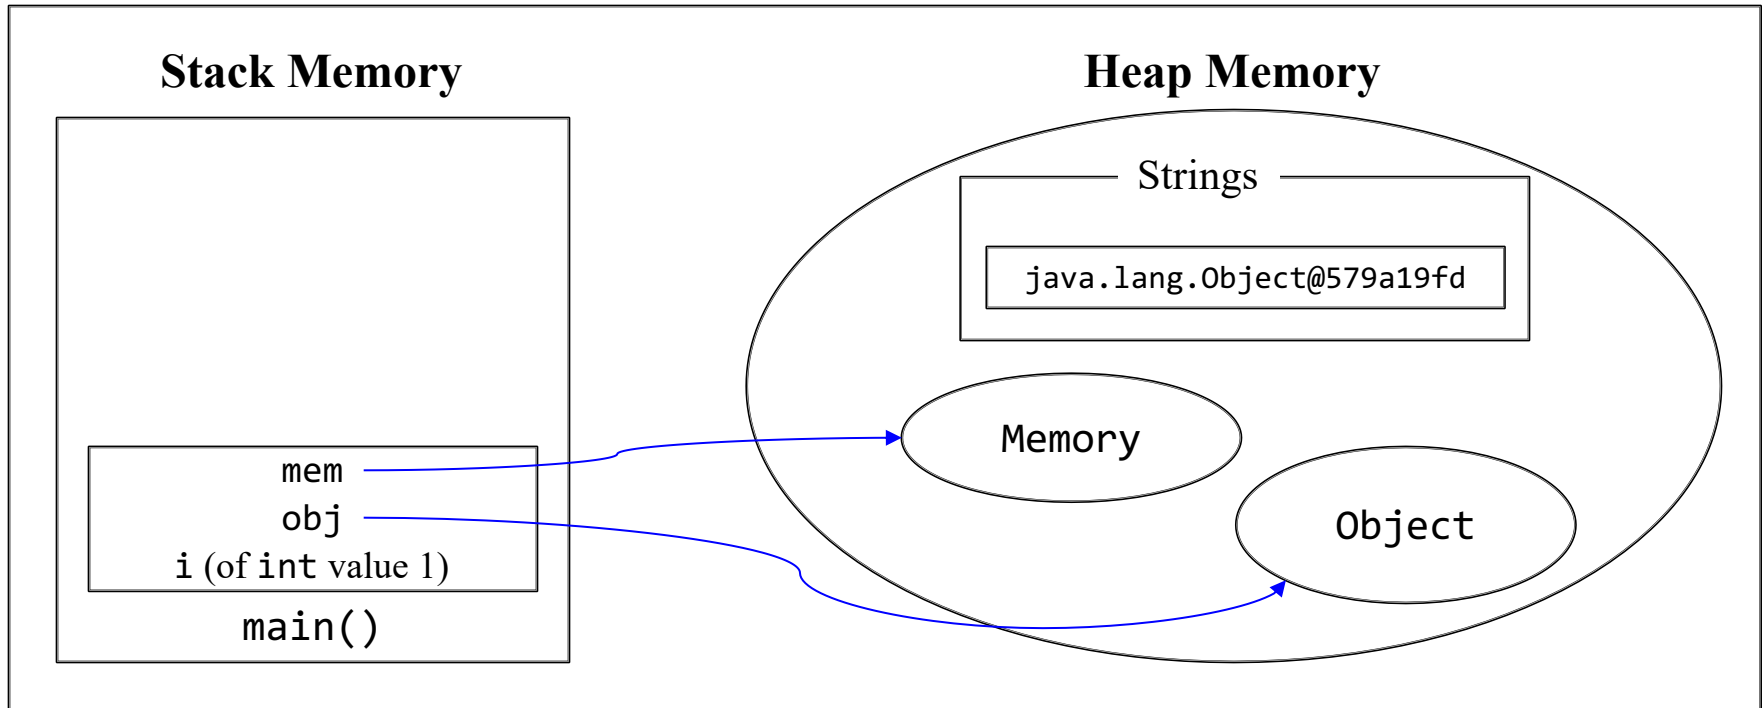 Stack Memory
Heap Memory
Strings
java.lang.Object@579a19fd
Memory
Object
mem
obj
i (of int value 1)
main()